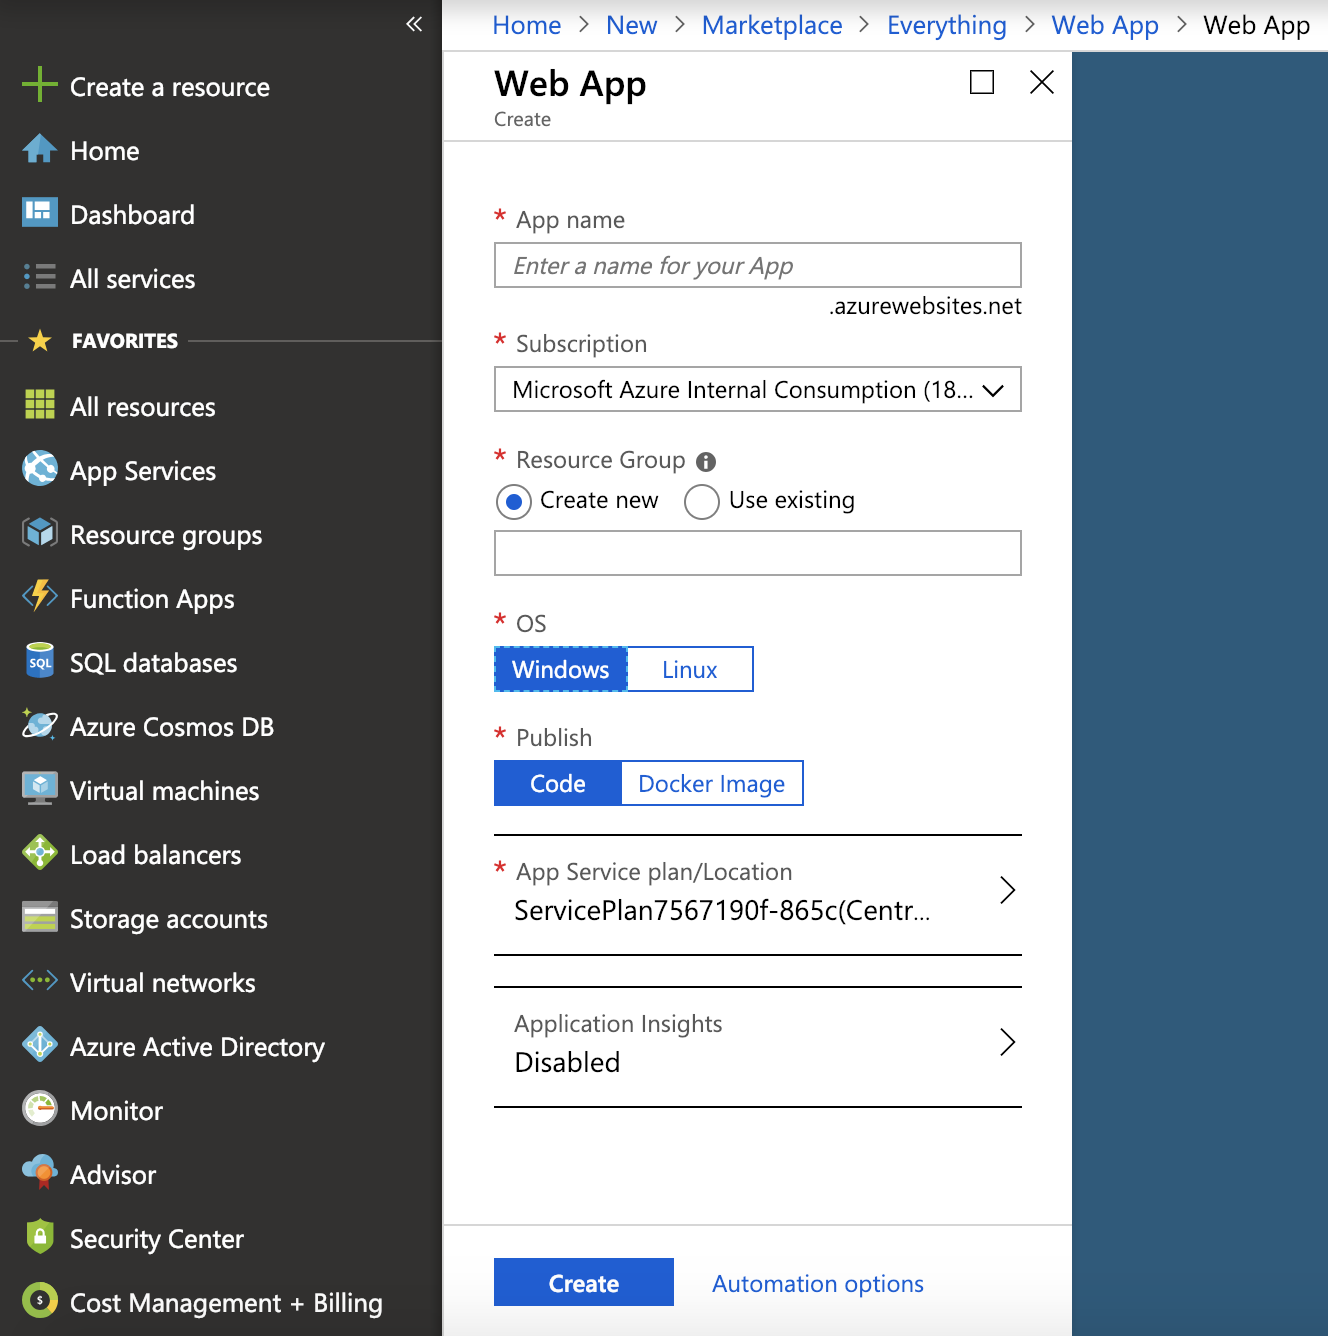 Create a resource
Home
Dashboard
All services
FAVORITES
All resources
App Services
Resource groups
Function Apps
SQL
SQL databases
Azure Cosmos DB
Virtual machines
Load balancers
Storage accounts
Virtual networks
Azure Active Directory
Monitor
Advisor
Security Center
$
Cost Management + Billing
Home > New > Marketplace > Everything > Web App > Web App
Web App
Create
* App name
Enter a name for your App
.azurewebsites.net
* Subscription
Microsoft Azure Internal Consumption (18...
* Resource Group
Create new Use existing
* OS
Windows Linux
* Publish
Code Docker Image
* App Service plan/Location
ServicePlan7567190f-865c(Centr...
Application Insights
Disabled
Create Automation options